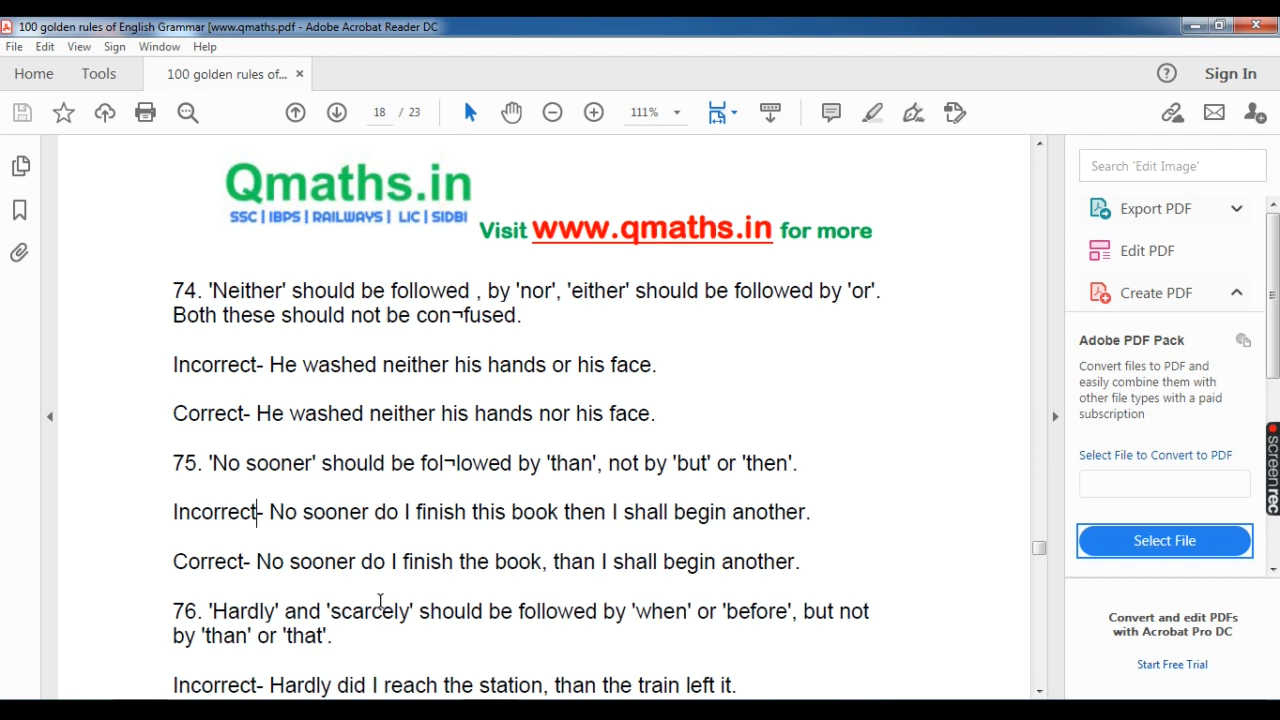 100 golden rules of English Grammar [www.qmaths.pdf - Adobe Acrobat Reader DC
File Edit View Sign Window Help
Home Tools 100 golden rules of... × Sign In
18 / 23 111%
Search 'Edit Image'
Qmaths.in
SSC | IBPS | RAILWAYS | LIC | SIDBI
Visit www.qmaths.in for more
74. 'Neither' should be followed , by 'nor', 'either' should be followed by 'or'.
Both these should not be con¬fused.
Incorrect- He washed neither his hands or his face.
Correct- He washed neither his hands nor his face.
75. 'No sooner' should be fol¬lowed by 'than', not by 'but' or 'then'.
Incorrect- No sooner do I finish this book then I shall begin another.
Correct- No sooner do I finish the book, than I shall begin another.
76. 'Hardly' and 'scarcely' should be followed by 'when' or 'before', but not
by 'than' or 'that'.
Incorrect- Hardly did I reach the station, than the train left it.
Export PDF
Edit PDF
Create PDF
Adobe PDF Pack
Convert files to PDF and
easily combine them with
other file types with a paid
subscription
Select File to Convert to PDF
Select File
Convert and edit PDFs
with Acrobat Pro DC
Start Free Trial
screenrec